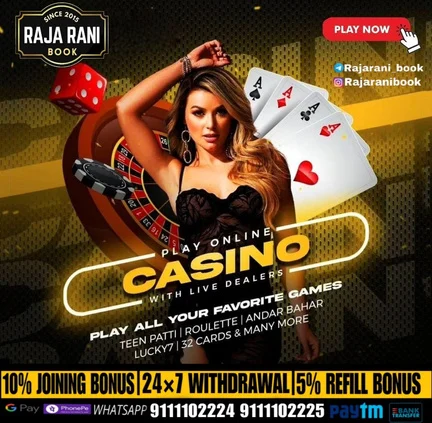 SINCE 2015
RAJA RANI
BOOK
PLAY NOW
Rajarani_book
Rajaranibook
A A A A
PLAY ONLINE
CASINO
WITH LIVE DEALERS
PLAY ALL YOUR FAVORITE GAMES
TEEN PATTI | ROULETTE | ANDAR BAHAR
LUCKY7 | 32 CARDS & MANY MORE
10% JOINING BONUS|24×7 WITHDRAWAL|5% REFILL BONUS
G Pay PhonePe WHATSAPP 9111102224 9111102225 paytm BANK TRANSFER